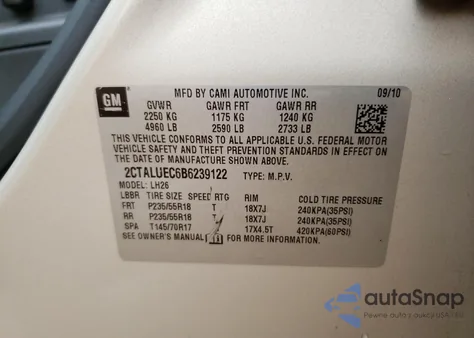 GM
MFD BY CAMI AUTOMOTIVE INC. 09/10
GVWR GAWR FRT GAWR RR
2250 KG 1175 KG 1240 KG
4960 LB 2590 LB 2733 LB
THIS VEHICLE CONFORMS TO ALL APPLICABLE U.S. FEDERAL MOTOR
VEHICLE SAFETY AND THEFT PREVENTION STANDARDS IN EFFECT ON
THE DATE OF MANUFACTURE SHOWN ABOVE.
2CTALUEC6B6239122 TYPE: M.P.V.
MODEL: LH26
LBBR TIRE SIZE SPEED RTG RIM COLD TIRE PRESSURE
FRT P235/55R18 T 18X7J 240KPA(35PSI)
RR P235/55R18 T 18X7J 240KPA(35PSI)
SPA T145/70R17 17X4.5T 420KPA(60PSI)
SEE OWNER'S MANUAL FOR MORE INFORMATION.
autoSnap
Pewne auta z aukcji USA